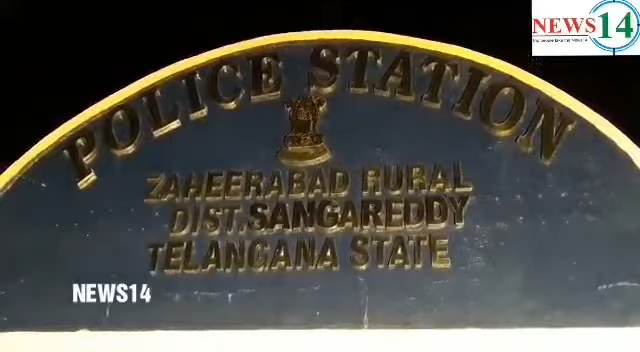 NEWS14
POLICE STATION
ZAHEERABAD RURAL
DIST. SANGAREDDY
TELANGANA STATE
NEWS14